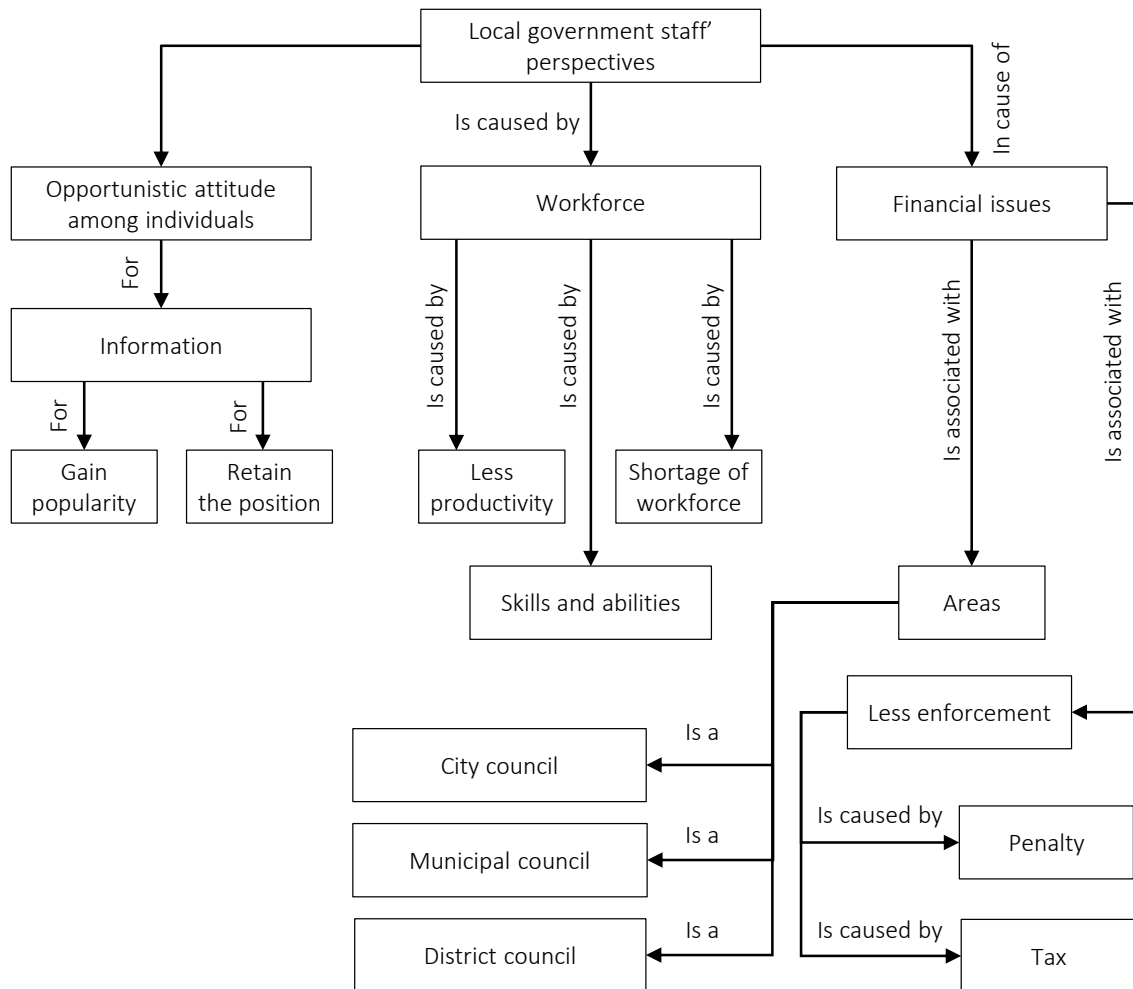 Local government staff'
perspectives
In cause of
Is caused by
Opportunistic attitude
among individuals
Workforce
Financial issues
For
Is caused by
Is caused by
Is caused by
Is associated with
Is associated with
Information
For
For
Gain
popularity
Retain
the position
Less
productivity
Shortage of
workforce
Skills and abilities
Areas
Less enforcement
Is a
City council
Is caused by
Penalty
Is a
Municipal council
Is a
District council
Is caused by
Tax